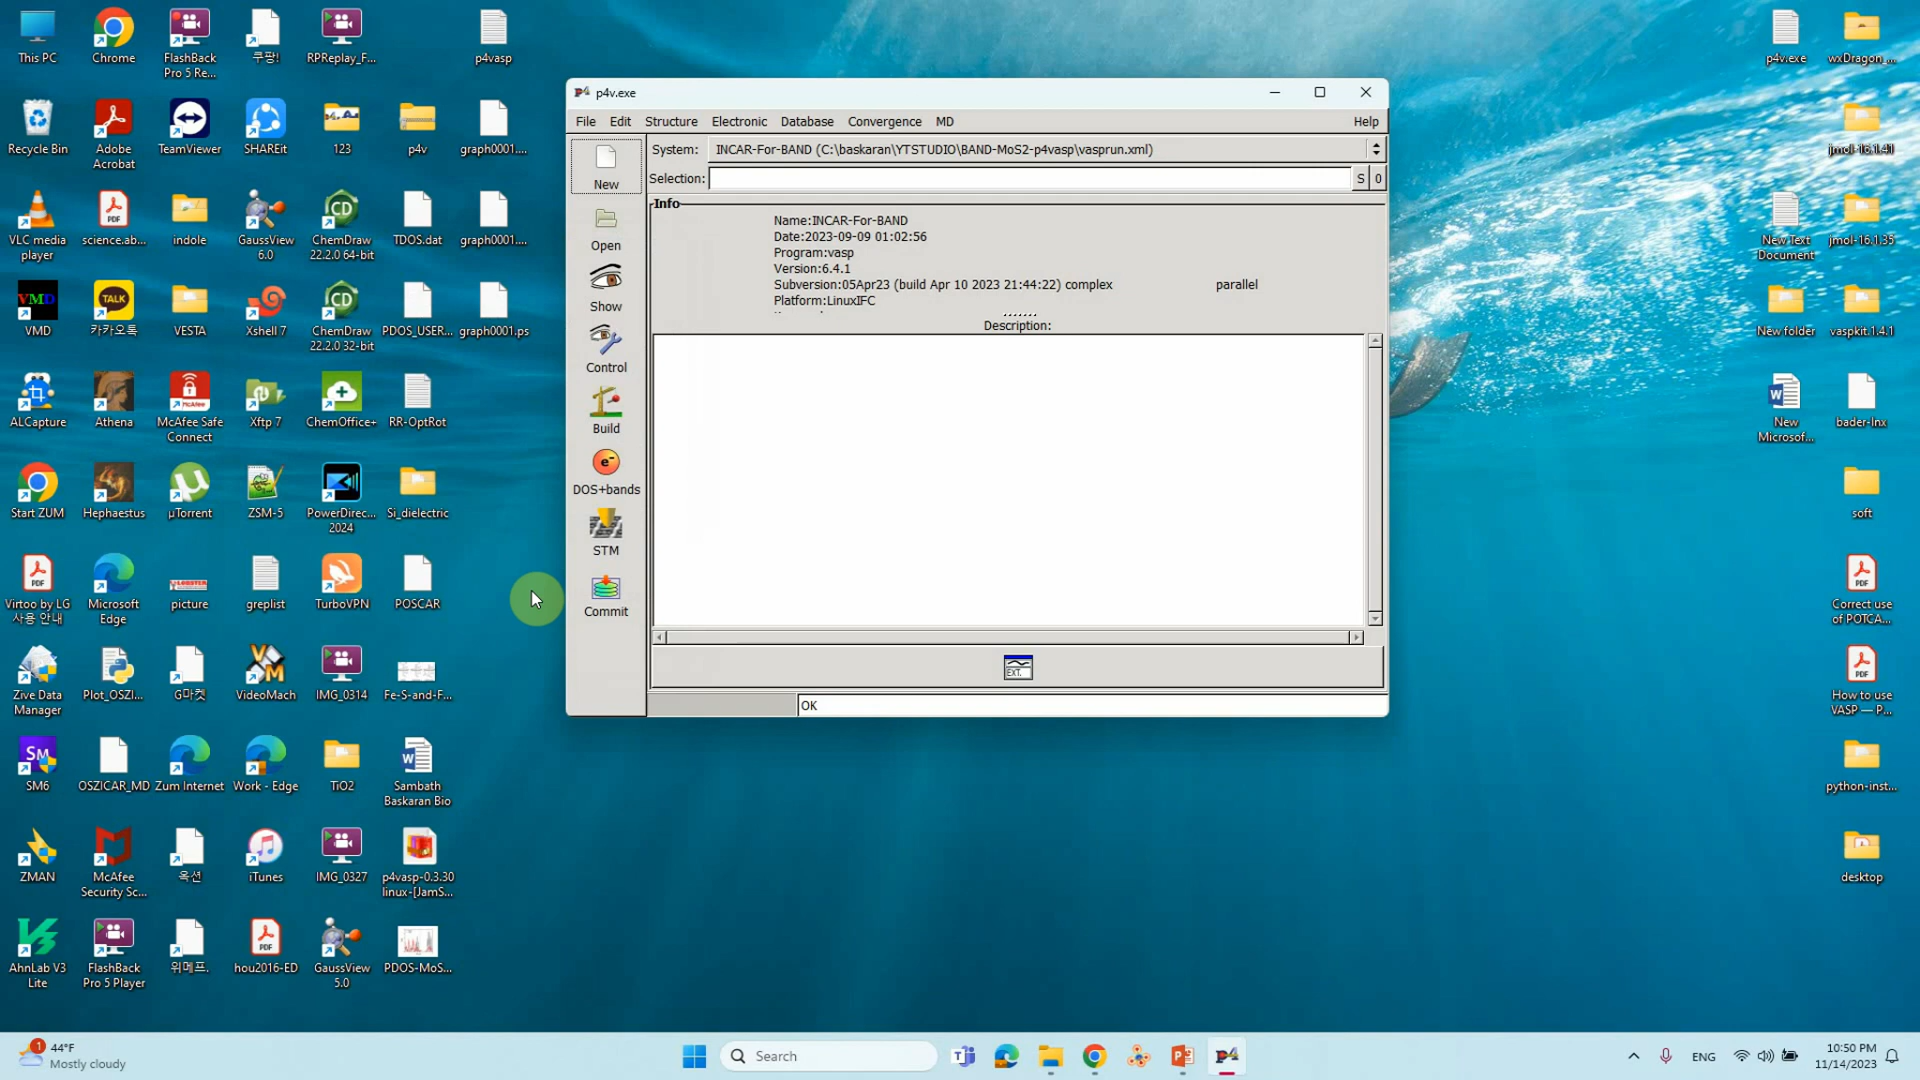 This PC
Chrome
FlashBack
Pro 5 Re...
쿠팡!
RPReplay_F...
p4vasp
p4v.exe
wxDragon_...
Recycle Bin
Adobe
Acrobat
TeamViewer
SHAREit
123
p4v
graph0001....
jmol-16.1.41
VLC media
player
science.ab...
indole
GaussView
6.0
ChemDraw
22.2.0 64-bit
TDOS.dat
graph0001....
New Text
Document
jmol-16.1.35
VMD
카카오톡
VESTA
Xshell 7
ChemDraw
22.2.0 32-bit
PDOS_USER...
graph0001.ps
New folder
vaspkit.1.4.1
ALCapture
Athena
McAfee Safe
Connect
Xftp 7
ChemOffice+
RR-OptRot
New
Microsof...
bader-lnx
Start ZUM
Hephaestus
µTorrent
ZSM-5
PowerDirec...
2024
Si_dielectric
soft
Virtoo by LG
사용 안내
Microsoft
Edge
picture
greplist
TurboVPN
POSCAR
Correct use
of POTCA...
Zive Data
Manager
Plot_OSZI...
G마켓
VideoMach
IMG_0314
Fe-S-and-F...
How to use
VASP — P...
SM6
OSZICAR_MD
Zum Internet
Work - Edge
TiO2
Sambath
Baskaran Bio
python-inst...
ZMAN
McAfee
Security Sc...
옥션
iTunes
IMG_0327
p4vasp-0.3.30
linux-[JamS...
desktop
AhnLab V3
Lite
FlashBack
Pro 5 Player
위메프.
hou2016-ED
GaussView
5.0
PDOS-MoS...
p4v.exe
File Edit Structure Electronic Database Convergence MD Help
System: INCAR-For-BAND (C:\baskaran\YTSTUDIO\BAND-MoS2-p4vasp\vasprun.xml)
Selection: S 0
New
Open
Show
Control
Build
DOS+bands
STM
Commit
Info
Name:INCAR-For-BAND
Date:2023-09-09 01:02:56
Program:vasp
Version:6.4.1
Subversion:05Apr23 (build Apr 10 2023 21:44:22) complex parallel
Platform:LinuxIFC
Description:
EXT.
OK
1
44°F
Mostly cloudy
Search
ENG
10:50 PM
11/14/2023